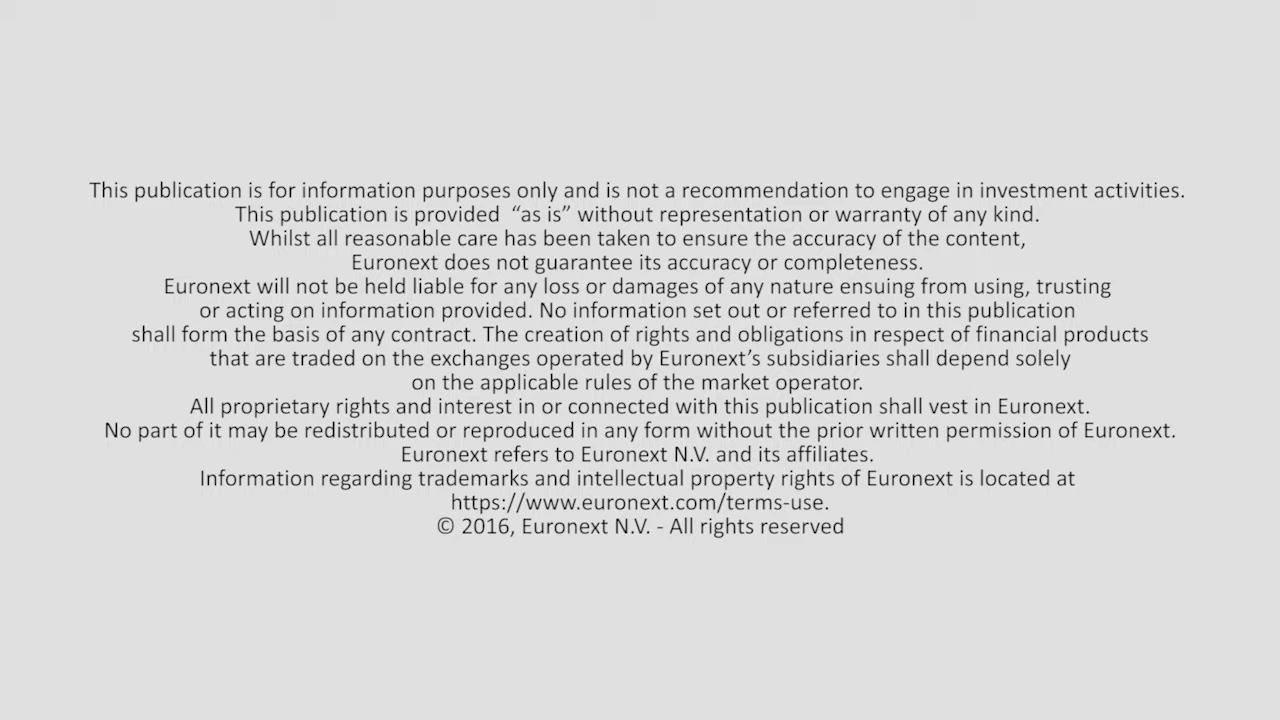 This publication is for information purposes only and is not a recommendation to engage in investment activities.
This publication is provided  “as is” without representation or warranty of any kind.
Whilst all reasonable care has been taken to ensure the accuracy of the content,
Euronext does not guarantee its accuracy or completeness.
Euronext will not be held liable for any loss or damages of any nature ensuing from using, trusting
or acting on information provided. No information set out or referred to in this publication
shall form the basis of any contract. The creation of rights and obligations in respect of financial products
that are traded on the exchanges operated by Euronext’s subsidiaries shall depend solely
on the applicable rules of the market operator.
All proprietary rights and interest in or connected with this publication shall vest in Euronext.
No part of it may be redistributed or reproduced in any form without the prior written permission of Euronext.
Euronext refers to Euronext N.V. and its affiliates.
Information regarding trademarks and intellectual property rights of Euronext is located at
https://www.euronext.com/terms-use.
© 2016, Euronext N.V. - All rights reserved